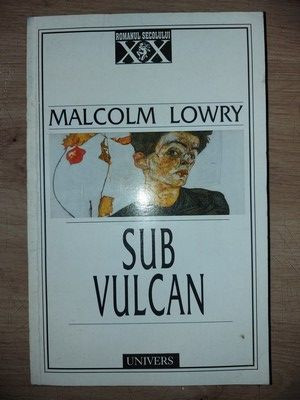 ROMANUL SECOLULUI
XX
MALCOLM LOWRY
SUB
VULCAN
UNIVERS